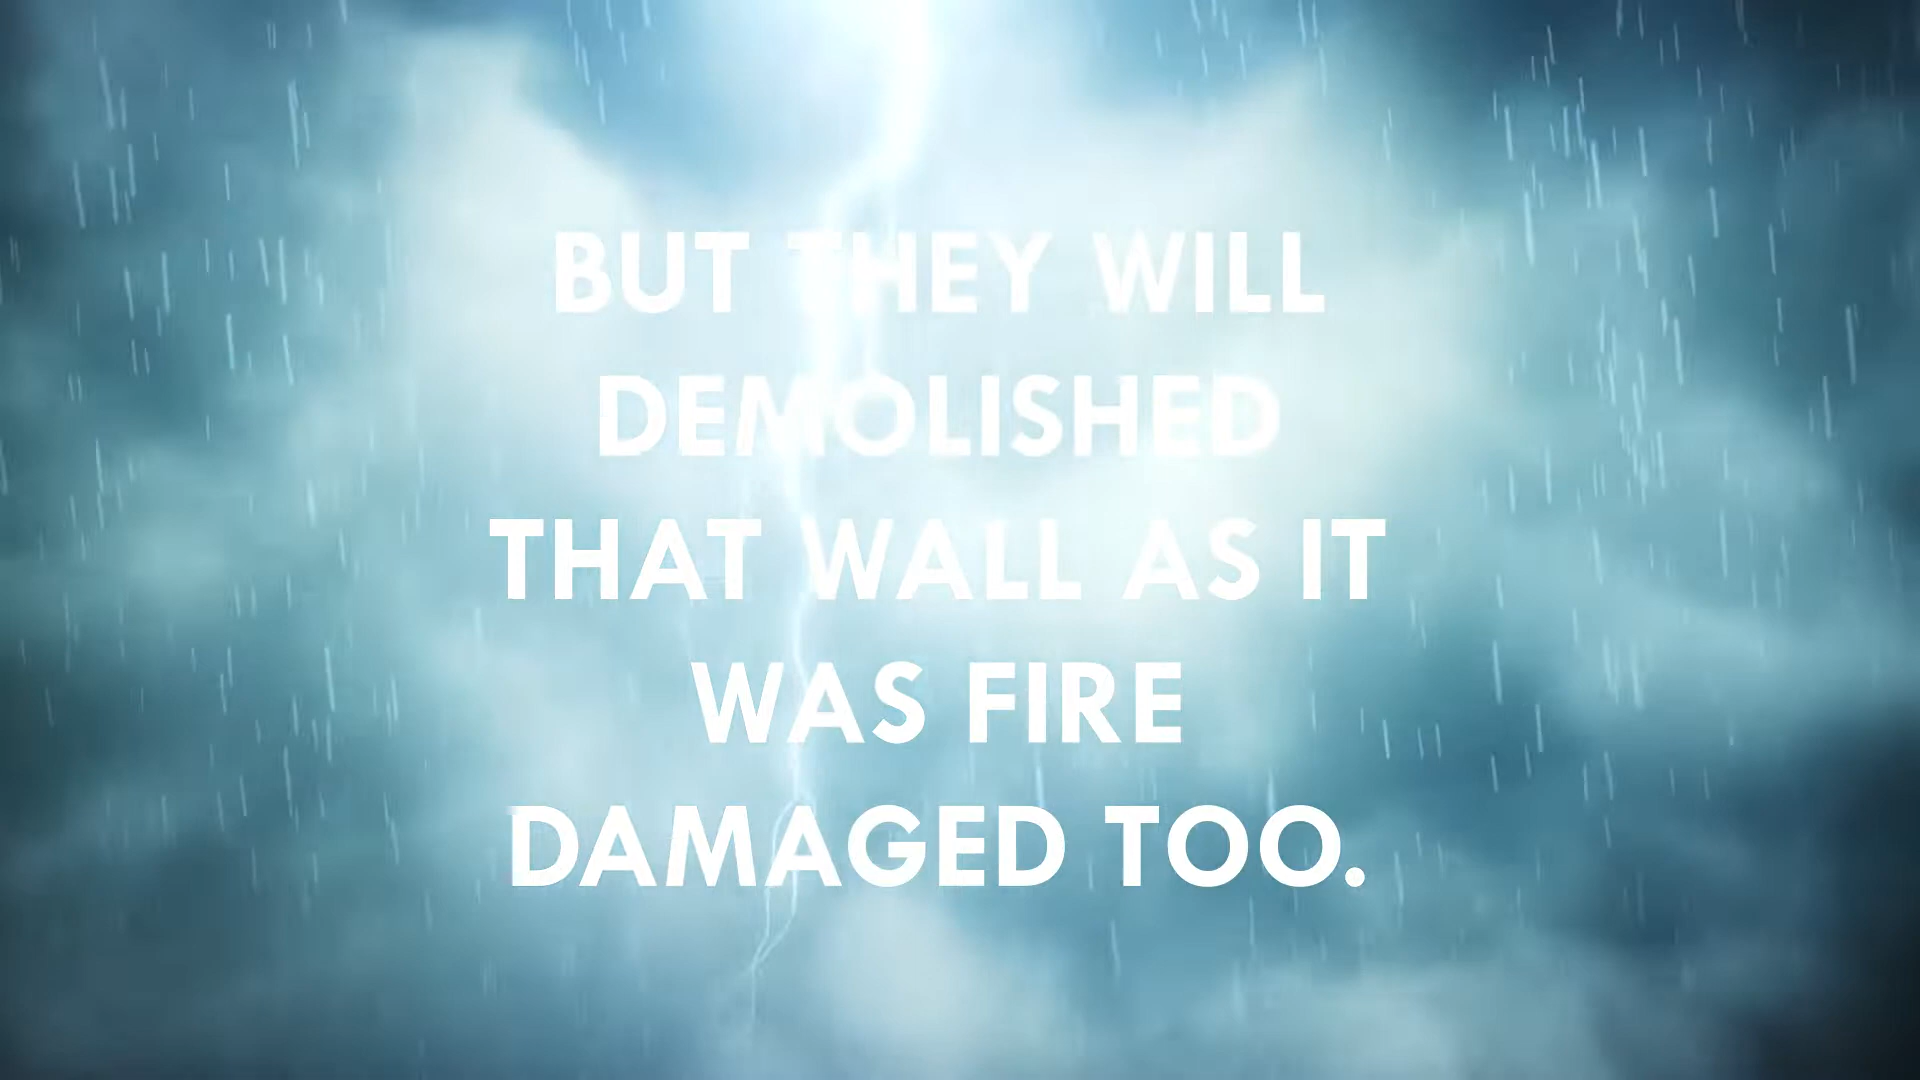 BUT THEY WILL
DEMOLISHED
THAT WALL AS IT
WAS FIRE
DAMAGED TOO.